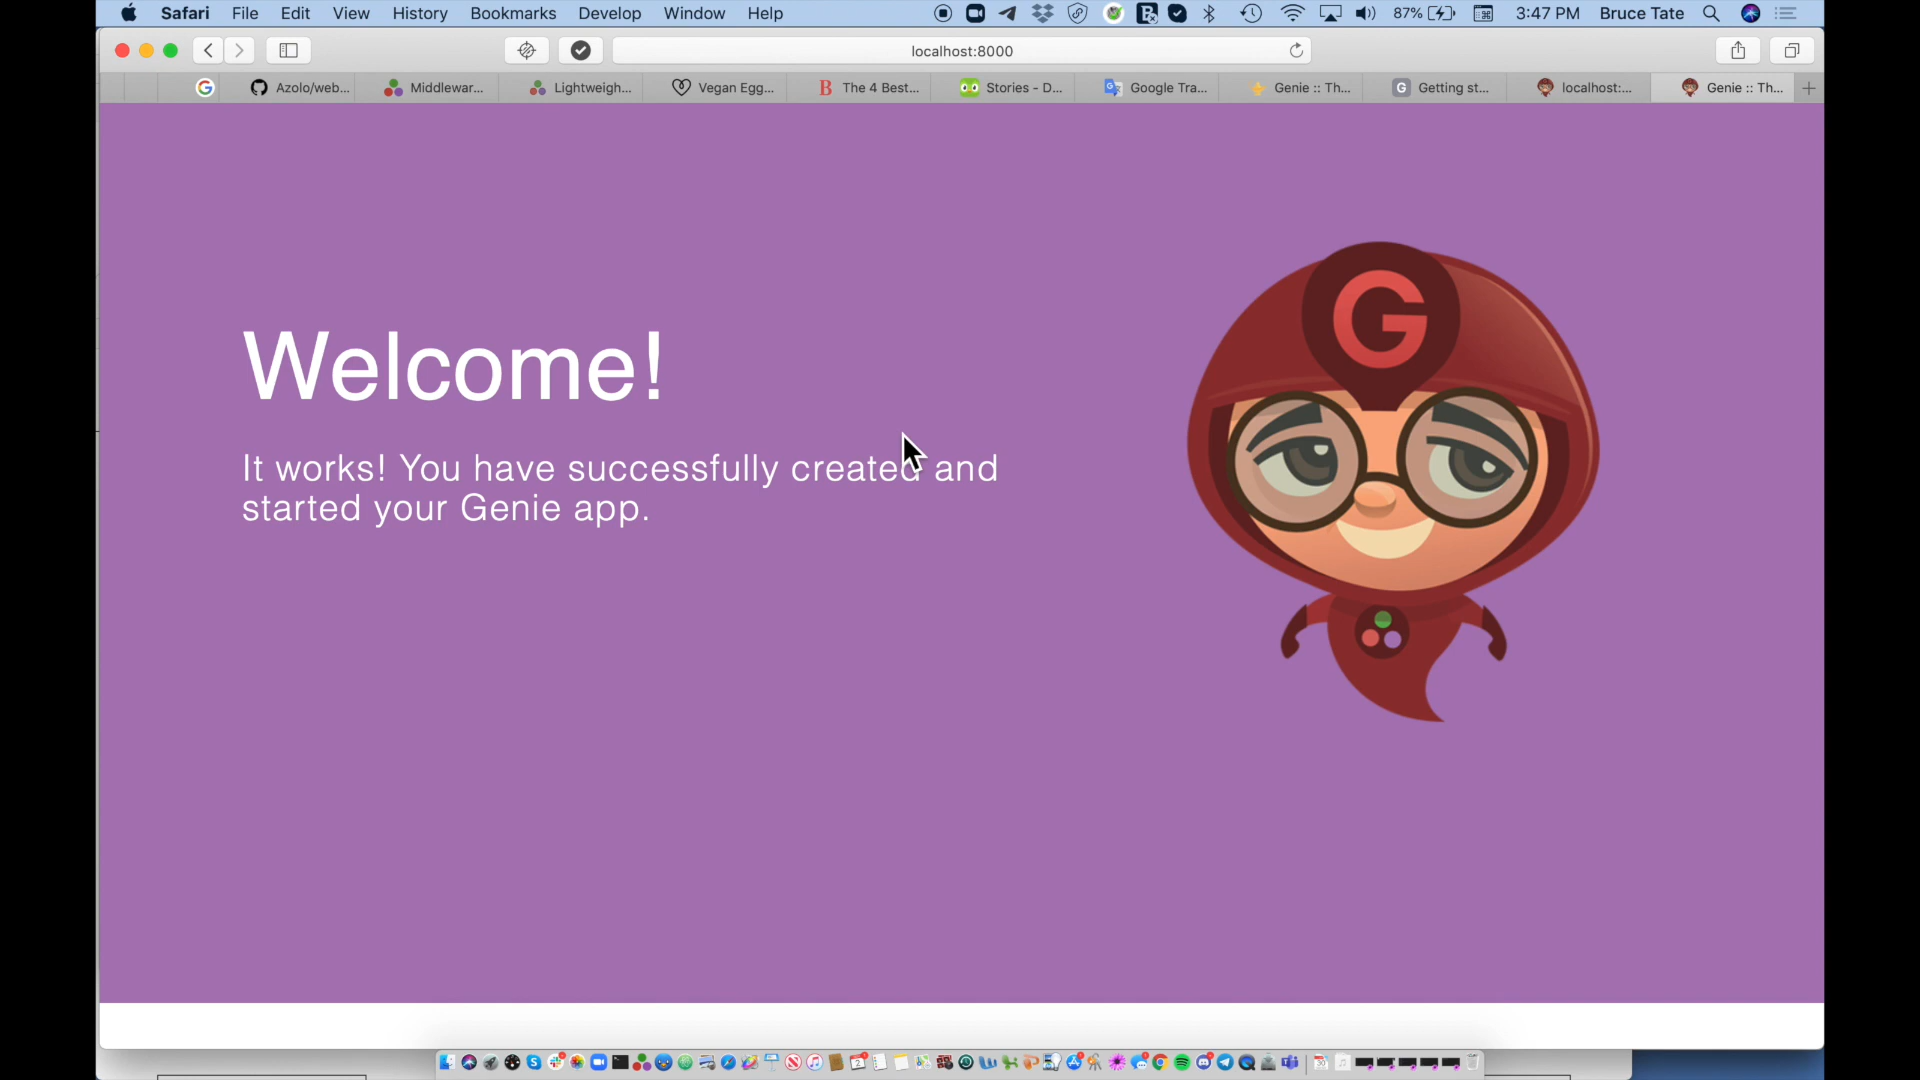 Safari File Edit View History Bookmarks Develop Window Help 87% 3:47 PM Bruce Tate
localhost:8000
G Azolo/web... Middlewar... Lightweigh... Vegan Egg... B The 4 Best... Stories - D... Google Tra... Genie :: Th... G Getting st... localhost:... Genie :: Th...
G
Welcome!
It works! You have successfully created and
started your Genie app.